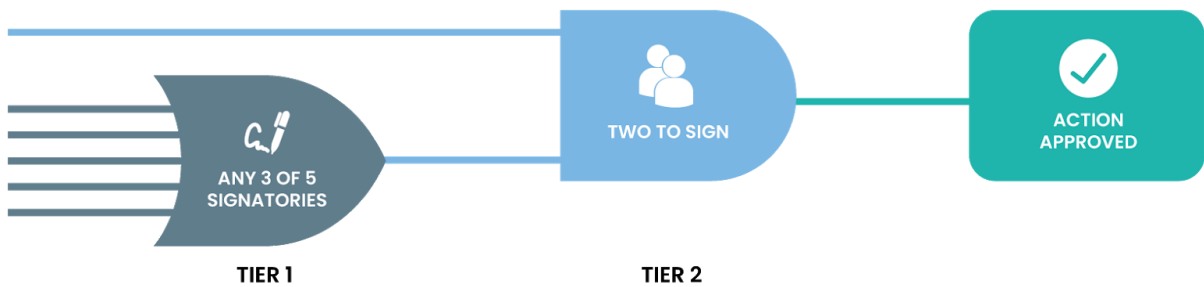 ANY 3 OF 5
SIGNATORIES
TIER 1
TWO TO SIGN
TIER 2
ACTION
APPROVED